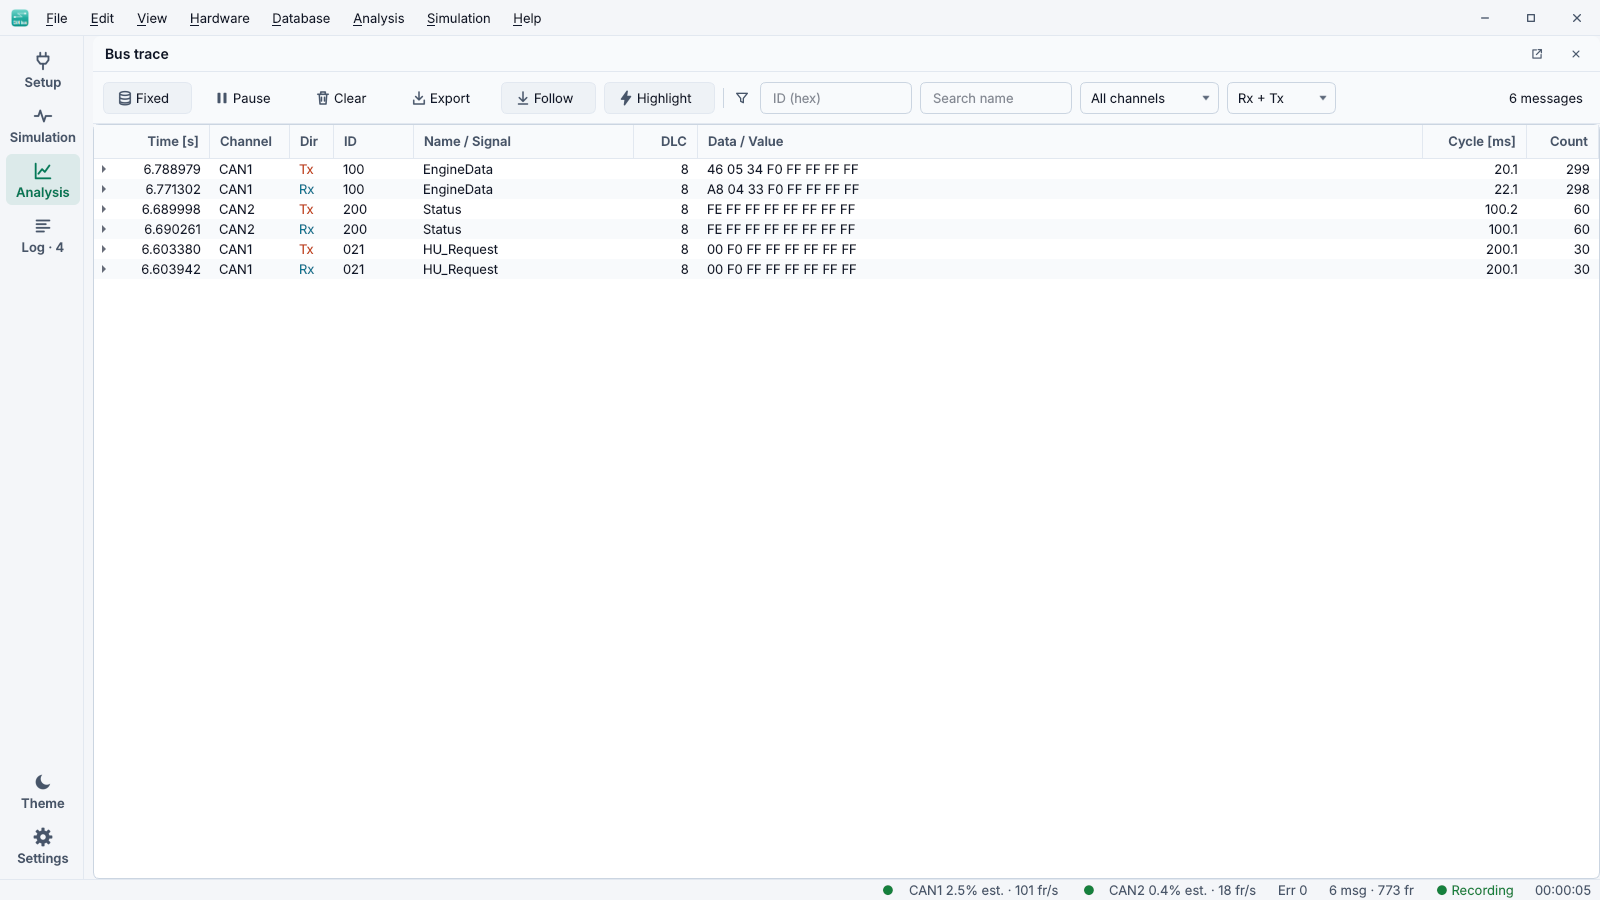 File Edit View Hardware Database Analysis Simulation Help
Bus trace
Setup
Simulation
Analysis
Log · 4
Theme
Settings
Fixed Pause Clear Export Follow Highlight ID (hex) Search name All channels Rx + Tx 6 messages
Time [s] Channel Dir ID Name / Signal DLC Data / Value Cycle [ms] Count
6.788979 CAN1 Tx 100 EngineData 8 46 05 34 F0 FF FF FF FF 20.1 299
6.771302 CAN1 Rx 100 EngineData 8 A8 04 33 F0 FF FF FF FF 22.1 298
6.689998 CAN2 Tx 200 Status 8 FE FF FF FF FF FF FF FF 100.2 60
6.690261 CAN2 Rx 200 Status 8 FE FF FF FF FF FF FF FF 100.1 60
6.603380 CAN1 Tx 021 HU_Request 8 00 F0 FF FF FF FF FF FF 200.1 30
6.603942 CAN1 Rx 021 HU_Request 8 00 F0 FF FF FF FF FF FF 200.1 30
CAN1 2.5% est. · 101 fr/s CAN2 0.4% est. · 18 fr/s Err 0 6 msg · 773 fr Recording 00:00:05